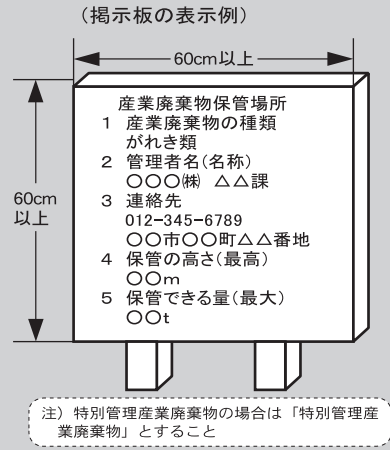 （掲示板の表示例）
60cm以上
60cm
以上
産業廃棄物保管場所
1 産業廃棄物の種類
がれき類
2 管理者名（名称）
○○○㈱ △△課
3 連絡先
012-345-6789
○○市○○町△△番地
4 保管の高さ（最高）
○○m
5 保管できる量（最大）
○○t
注）特別管理産業廃棄物の場合は「特別管理産
業廃棄物」とすること